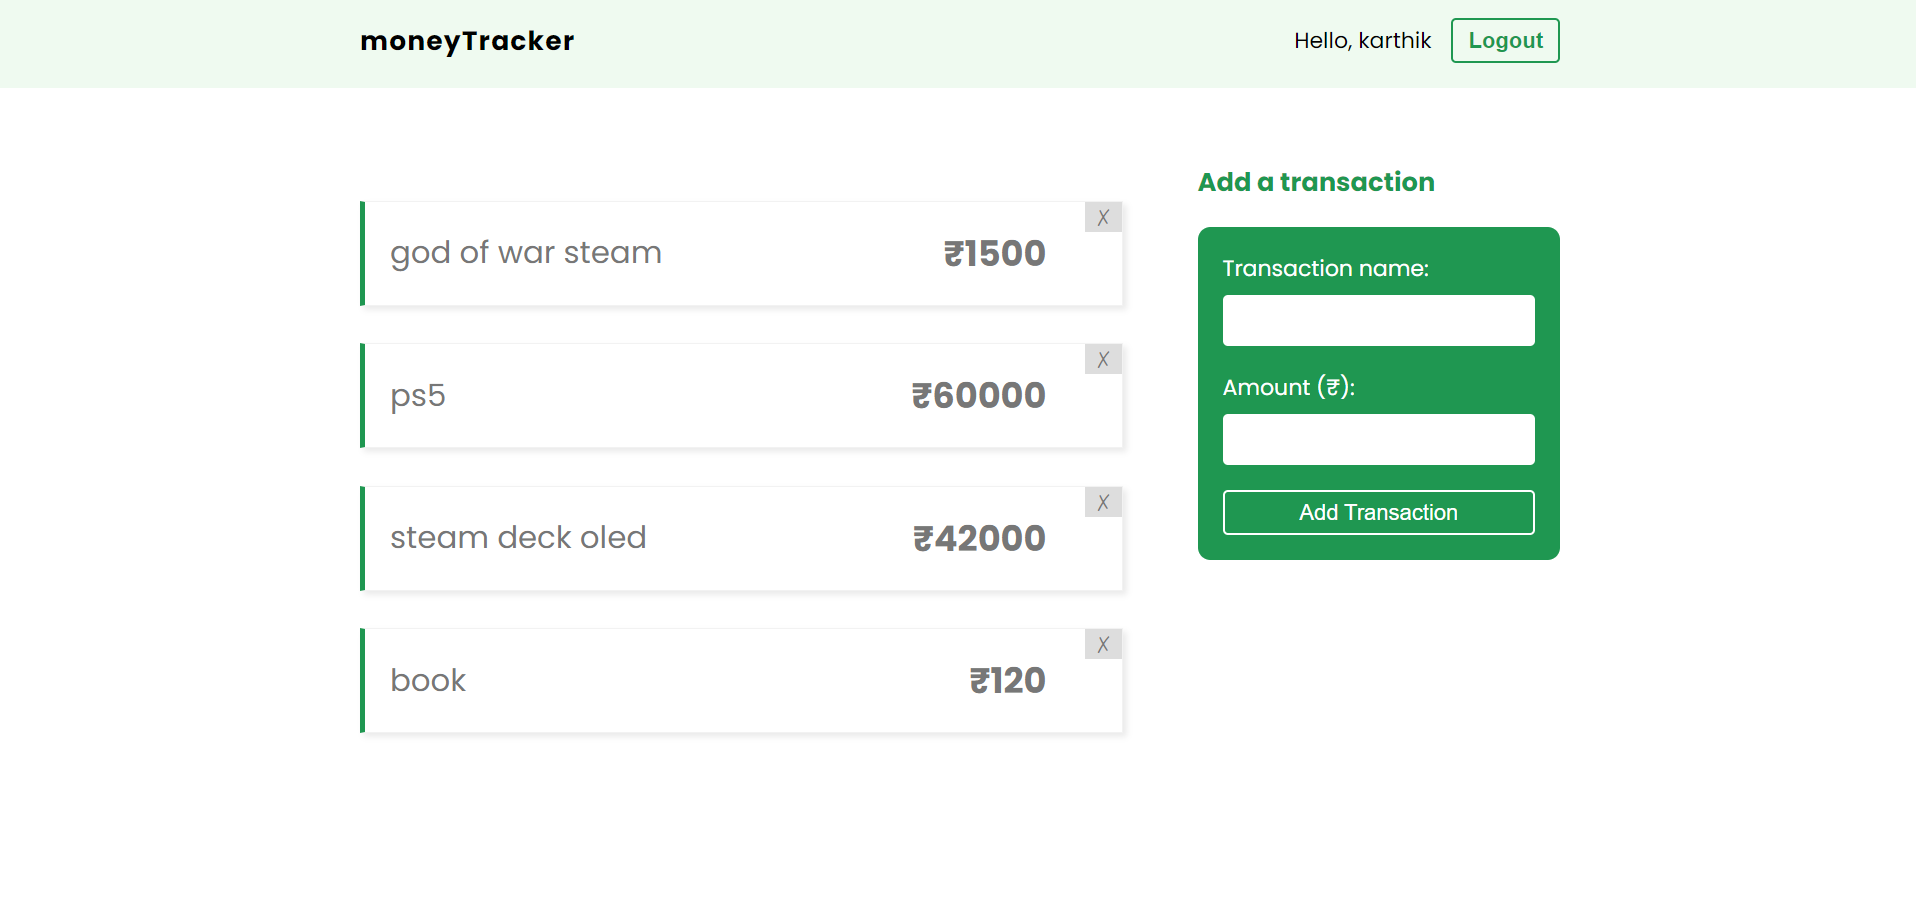 moneyTracker
Hello, karthik
Logout
god of war steam
₹1500
X
ps5
₹60000
X
steam deck oled
₹42000
X
book
₹120
X
Add a transaction
Transaction name:
Amount (₹):
Add Transaction